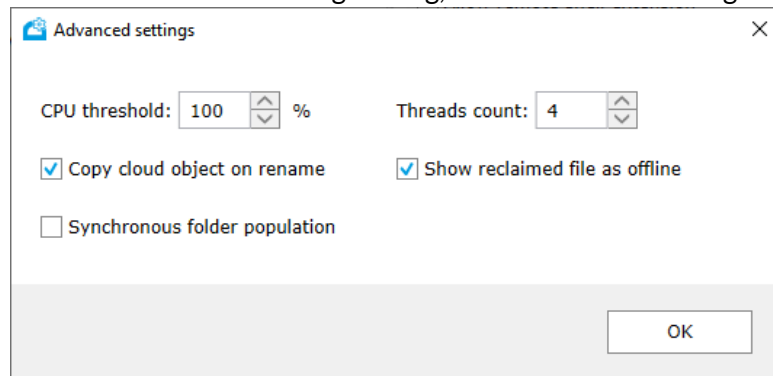 Advanced settings
CPU threshold: 100 %
Threads count: 4
Copy cloud object on rename
Show reclaimed file as offline
Synchronous folder population
OK